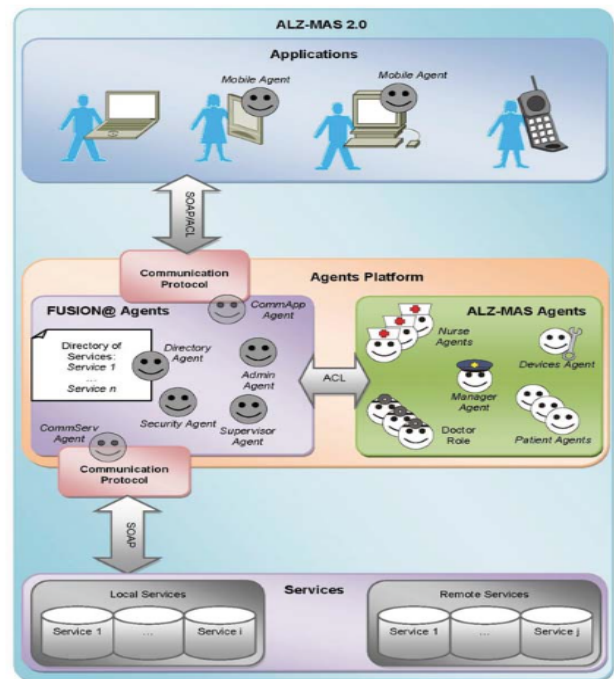 ALZ-MAS 2.0
Applications
Mobile Agent
Mobile Agent
SOAP/ACL
Communication
Protocol
Agents Platform
FUSION@ Agents
CommApp
Agent
Directory of
Services:
Service 1
...
Service n
Directory
Agent
Admin
Agent
Security Agent
Supervisor
Agent
CommServ
Agent
Communication
Protocol
ACL
ALZ-MAS Agents
Nurse
Agents
Devices Agent
Manager
Agent
Doctor
Role
Patient Agents
SOAP
Services
Local Services
Service 1
...
Service i
Remote Services
Service 1
...
Service j